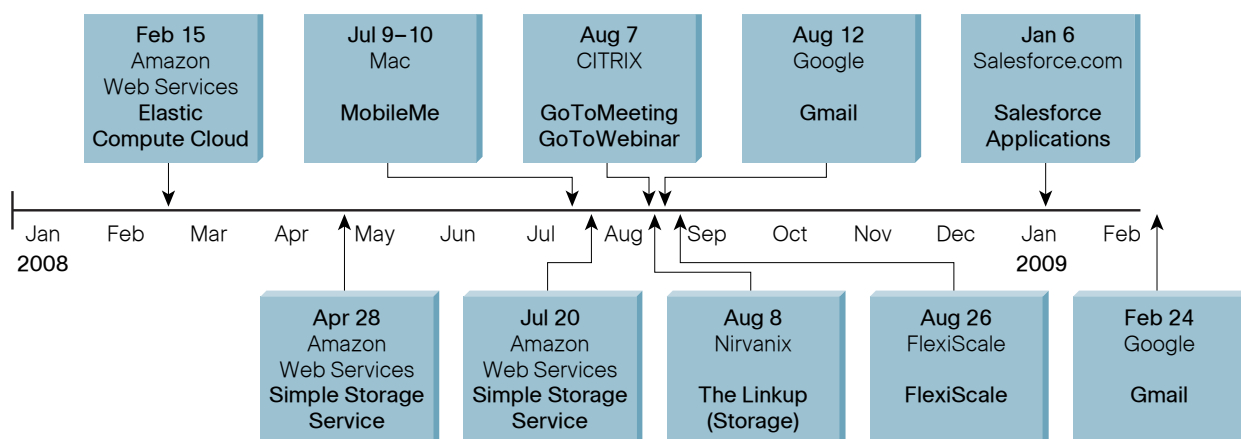 Feb 15
Amazon
Web Services
Elastic
Compute Cloud
Jul 9–10
Mac
MobileMe
Aug 7
CITRIX
GoToMeeting
GoToWebinar
Aug 12
Google
Gmail
Jan 6
Salesforce.com
Salesforce
Applications
Jan Feb Mar Apr May Jun Jul Aug Sep Oct Nov Dec Jan Feb
2008 2009
Apr 28
Amazon
Web Services
Simple Storage
Service
Jul 20
Amazon
Web Services
Simple Storage
Service
Aug 8
Nirvanix
The Linkup
(Storage)
Aug 26
FlexiScale
FlexiScale
Feb 24
Google
Gmail